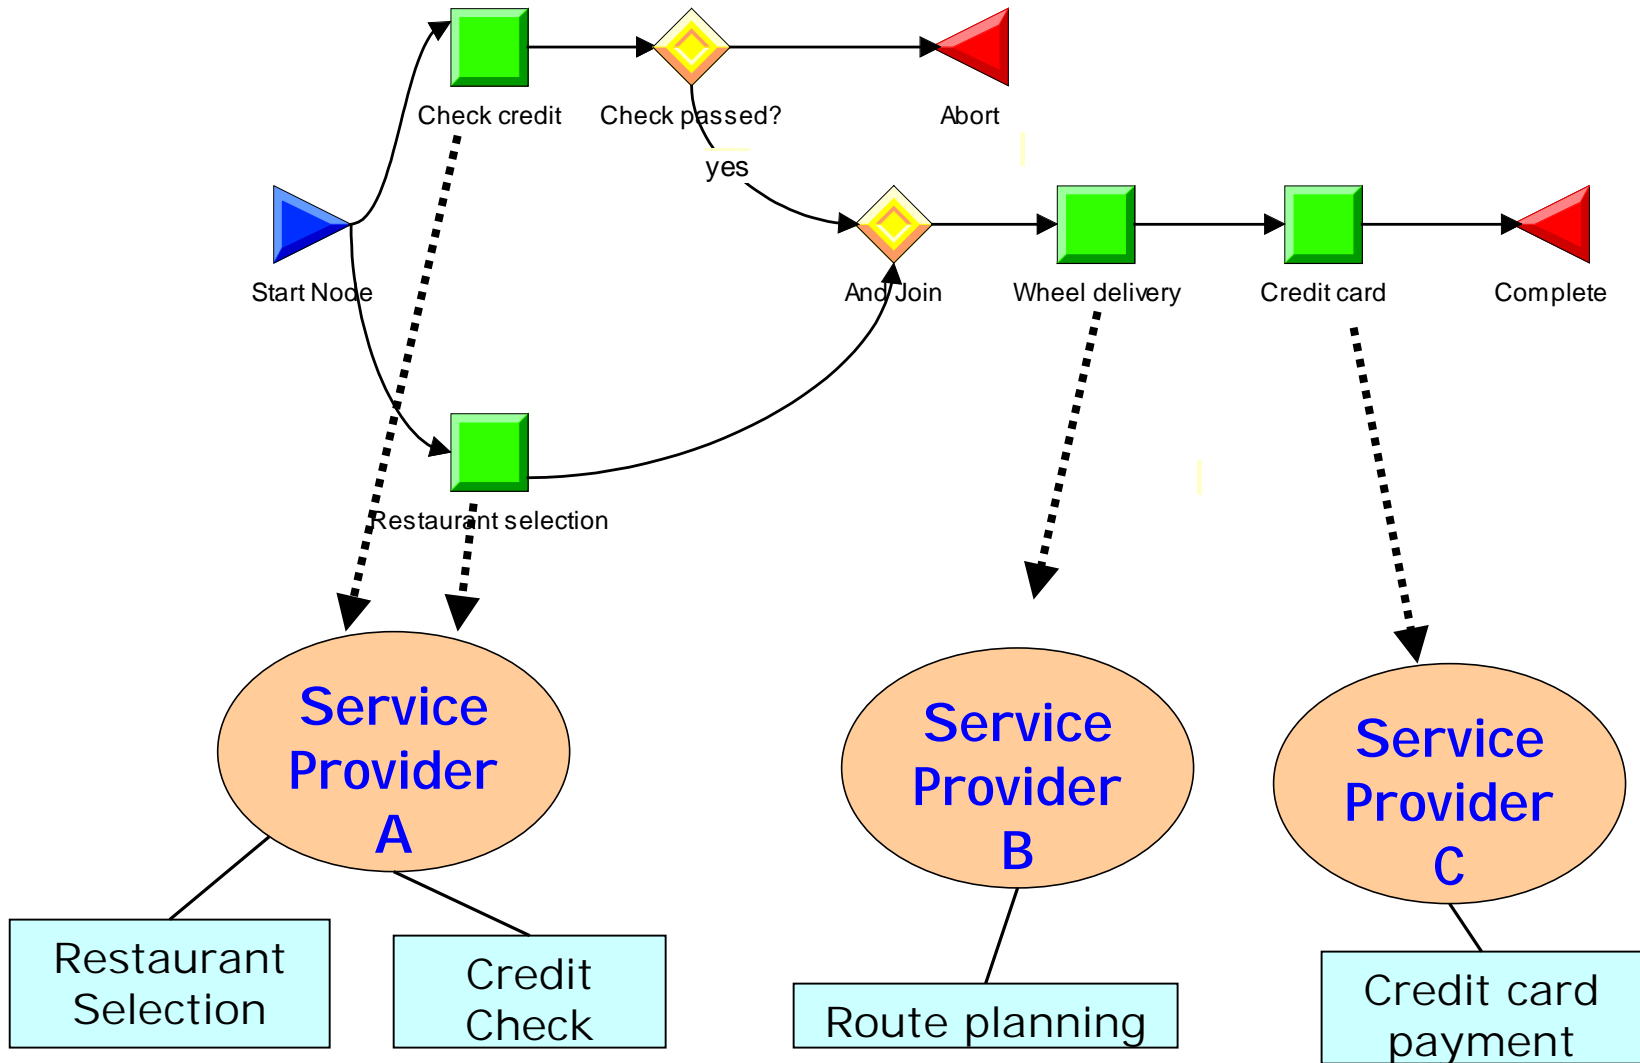 Check credit
Check passed?
Abort
yes
Start Node
And Join
Wheel delivery
Credit card
Complete
Restaurant selection
Service
Provider
A
Service
Provider
B
Service
Provider
C
Restaurant
Selection
Credit
Check
Route planning
Credit card
payment